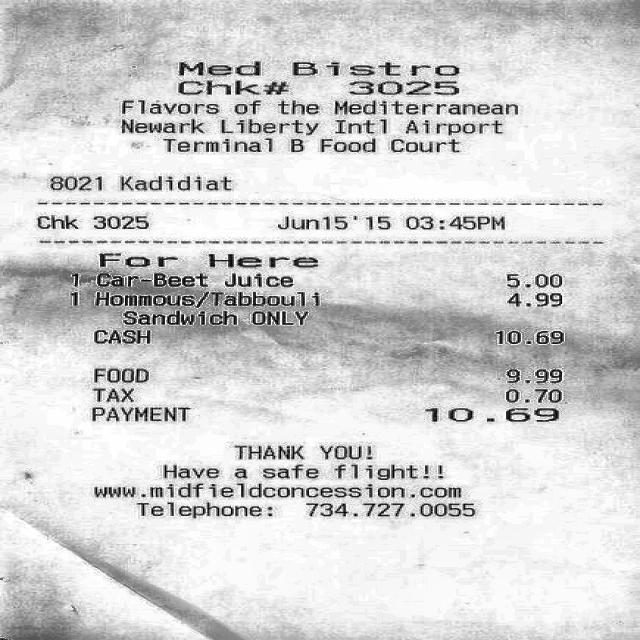 Med Bistro
Chk# 3025
Flavors of the Mediterranean
Newark Liberty Intl Airport
Terminal B Food Court
8021 Kadidiat
Chk 3025 Jun15'15 03:45PM
For Here
1 Car-Beet Juice 5.00
1 Hommous/Tabbouli 4.99
Sandwich ONLY
CASH 10.69
FOOD 9.99
TAX 0.70
PAYMENT 10.69
THANK YOU!
Have a safe flight!!
www.midfieldconcession.com
Telephone: 734.727.0055